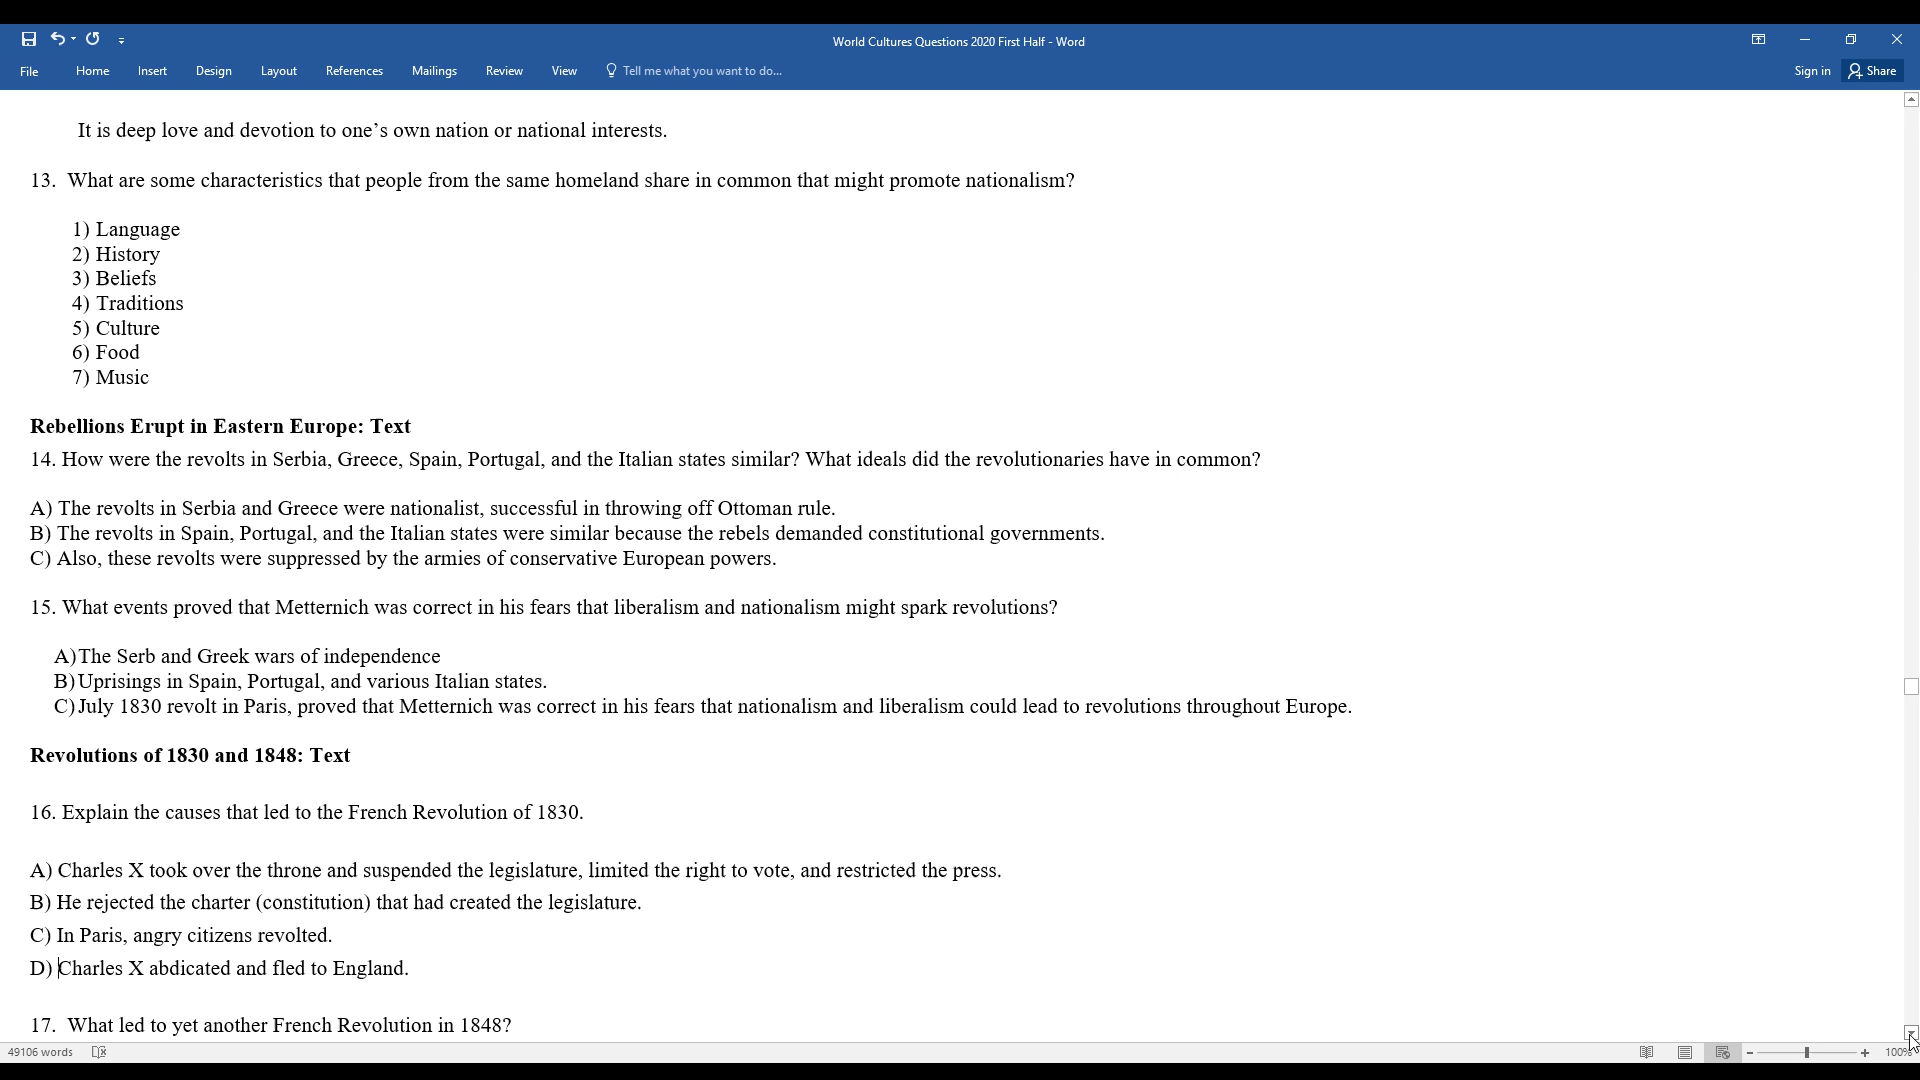 World Cultures Questions 2020 First Half - Word
File Home Insert Design Layout References Mailings Review View Tell me what you want to do... Sign in Share
It is deep love and devotion to one’s own nation or national interests.
13. What are some characteristics that people from the same homeland share in common that might promote nationalism?
1) Language
2) History
3) Beliefs
4) Traditions
5) Culture
6) Food
7) Music
Rebellions Erupt in Eastern Europe: Text
14. How were the revolts in Serbia, Greece, Spain, Portugal, and the Italian states similar? What ideals did the revolutionaries have in common?
A) The revolts in Serbia and Greece were nationalist, successful in throwing off Ottoman rule.
B) The revolts in Spain, Portugal, and the Italian states were similar because the rebels demanded constitutional governments.
C) Also, these revolts were suppressed by the armies of conservative European powers.
15. What events proved that Metternich was correct in his fears that liberalism and nationalism might spark revolutions?
A) The Serb and Greek wars of independence
B) Uprisings in Spain, Portugal, and various Italian states.
C) July 1830 revolt in Paris, proved that Metternich was correct in his fears that nationalism and liberalism could lead to revolutions throughout Europe.
Revolutions of 1830 and 1848: Text
16. Explain the causes that led to the French Revolution of 1830.
A) Charles X took over the throne and suspended the legislature, limited the right to vote, and restricted the press.
B) He rejected the charter (constitution) that had created the legislature.
C) In Paris, angry citizens revolted.
D) Charles X abdicated and fled to England.
17. What led to yet another French Revolution in 1848?
49106 words 100%